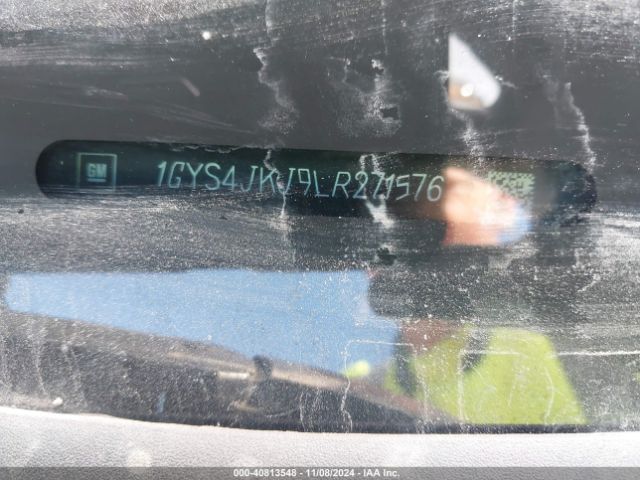 GM 1GYS4JKJ9LR271576
000-40813548 - 11/08/2024 - IAA Inc.